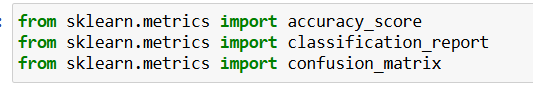 from sklearn.metrics import accuracy_score
from sklearn.metrics import classification_report
from sklearn.metrics import confusion_matrix